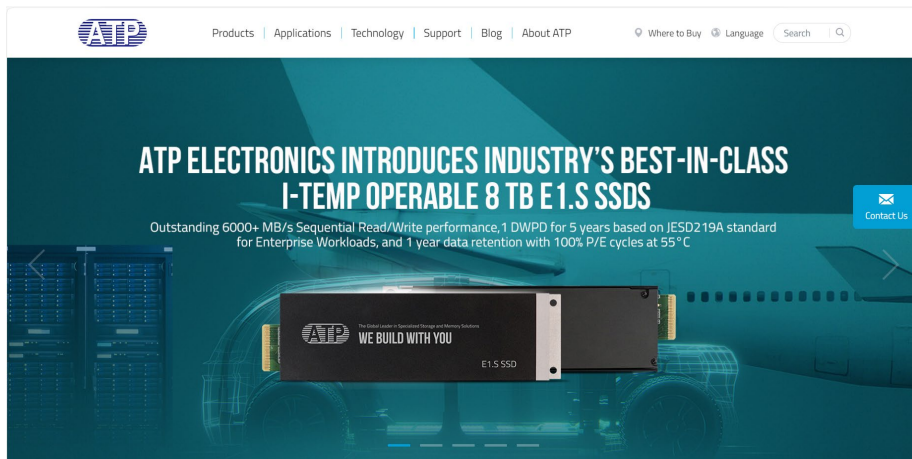 ATP
Products
Applications
Technology
Support
Blog
About ATP
Where to Buy
Language
Search
ATP ELECTRONICS INTRODUCES INDUSTRY'S BEST-IN-CLASS
I-TEMP OPERABLE 8 TB E1.S SSDS
Outstanding 6000+ MB/s Sequential Read/Write performance,1 DWPD for 5 years based on JESD219A standard
for Enterprise Workloads, and 1 year data retention with 100% P/E cycles at 55°C
Contact Us
ATP
The Global Leader in Specialized Storage and Memory Solutions
WE BUILD WITH YOU
E1.S SSD